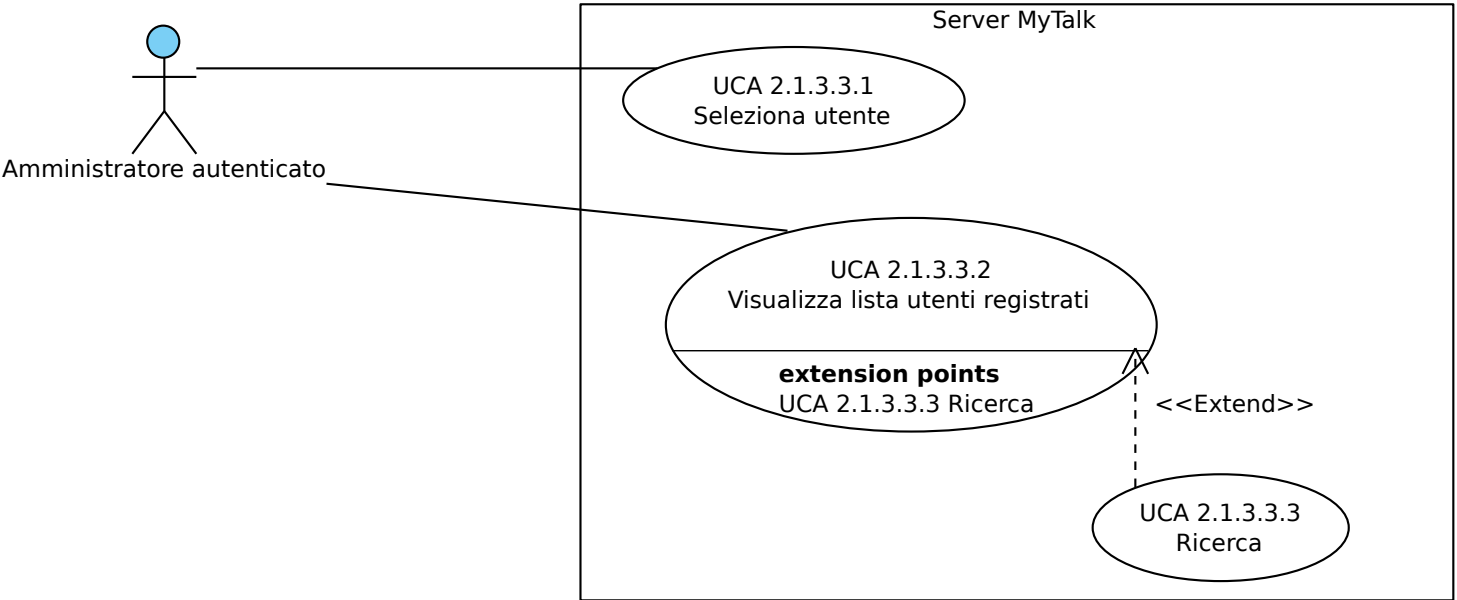 Server MyTalk
UCA 2.1.3.3.1
Seleziona utente
Amministratore autenticato
UCA 2.1.3.3.2
Visualizza lista utenti registrati
extension points
UCA 2.1.3.3.3 Ricerca
<<Extend>>
UCA 2.1.3.3.3
Ricerca